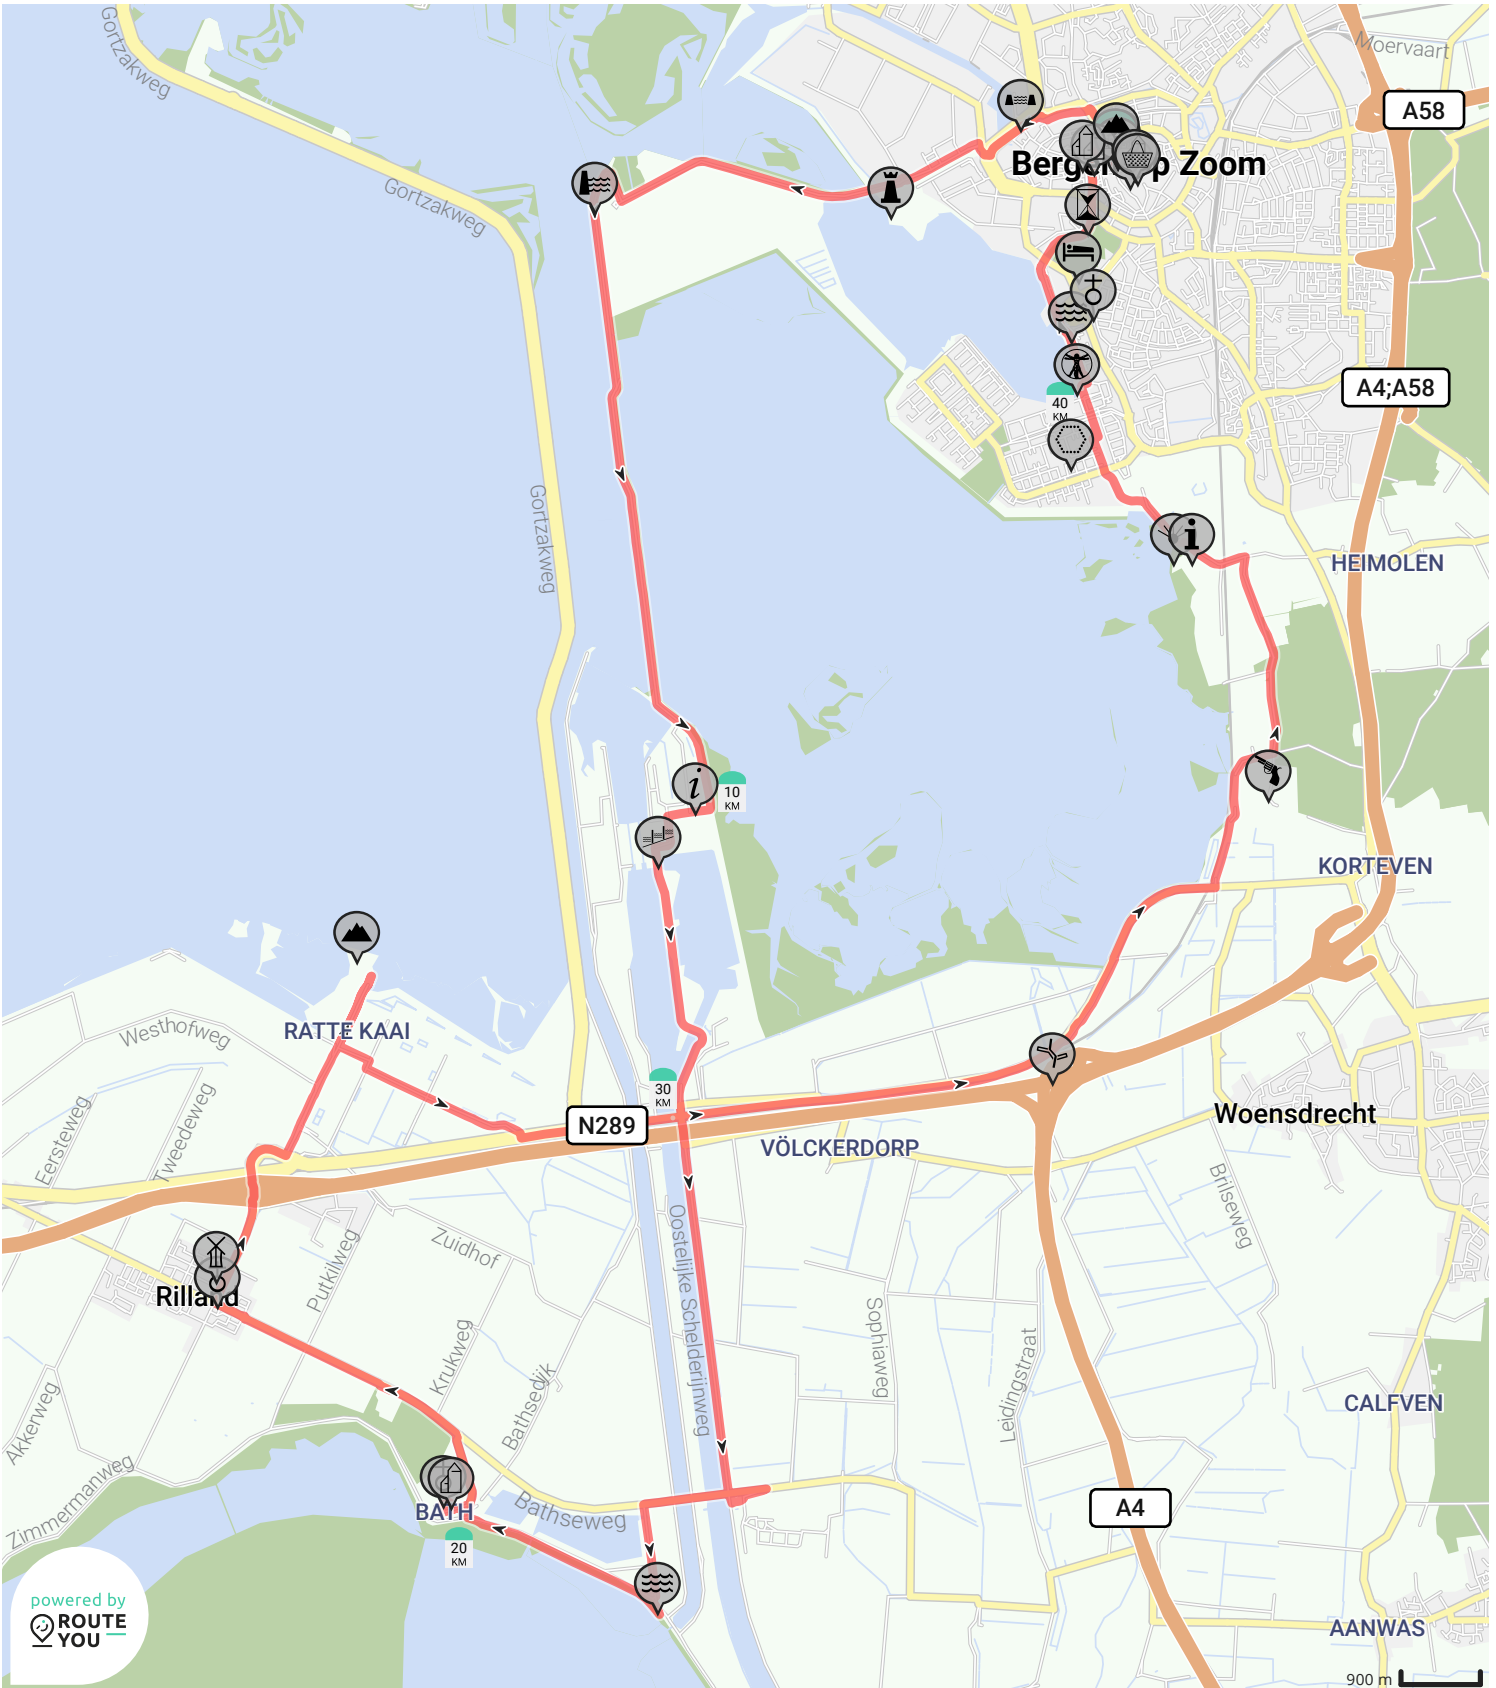 Gortzakweg
Moervaart
A58
Bergen op Zoom
Gortzakweg
A4;A58
40
KM
Gortzakweg
HEIMOLEN
10
KM
KORTEVEN
Westhofweg
RATTE KAAI
Eersteweg
Tweedeweg
30
KM
N289
Woensdrecht
VÖLCKERDORP
Brilseweg
Zuidhof
Putkilweg
Oostelijke Schelderijnweg
Rilland
Sophiaweg
Leidingstraat
Krukweg
Bathsedijk
Akkerweg
CALFVEN
Zimmermanweg
BATH
Bathseweg
A4
20
KM
powered by
ROUTE
YOU
AANWAS
900 m